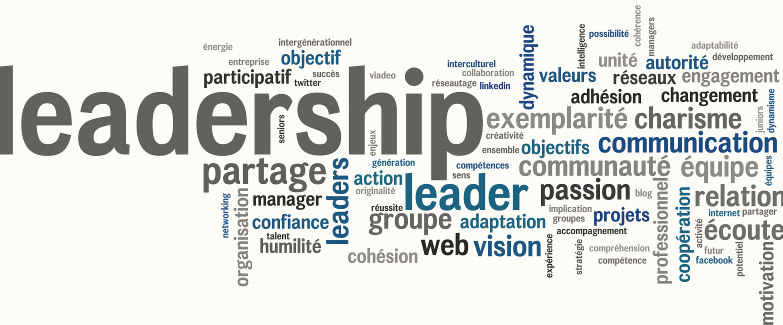 énergie
intergénérationnel
entreprise
objectif
participatif
succès
twitter
viadeo
leadership
seniors
enjeux
interculturel
collaboration
réseautage
linkedin
dynamique
intelligence
possibilité
cohérence
managers
unité
autorité
adaptabilité
développement
valeurs
réseaux
engagement
adhésion
changement
exemplarité
charisme
juniors
dynamisme
créativité
ensemble
objectifs
communication
partage
leaders
génération
action
originalité
compétences
sens
communauté
équipe
équipes
networking
organisation
manager
confiance
talent
humilité
réussite
leader
groupe
cohésion
passion
blog
implication
groupes
projets
adaptation
accompagnement
web
vision
expérience
stratégie
compréhension
compétence
professionnel
coopération
relation
internet
partager
activité
écoute
futur
facebook
potentiel
motivation